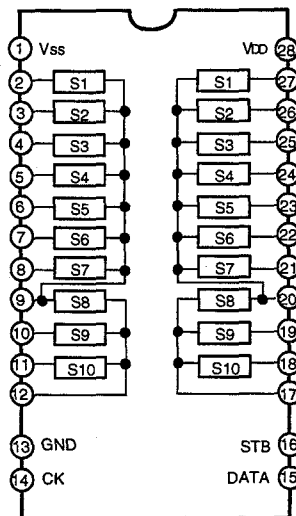 1 Vss VDD 28
2 S1 S1 27
3 S2 S2 26
4 S3 S3 25
5 S4 S4 24
6 S5 S5 23
7 S6 S6 22
8 S7 S7 21
9 S8 S8 20
10 S9 S9 19
11 S10 S10 18
12 17
13 GND STB 16
14 CK DATA 15